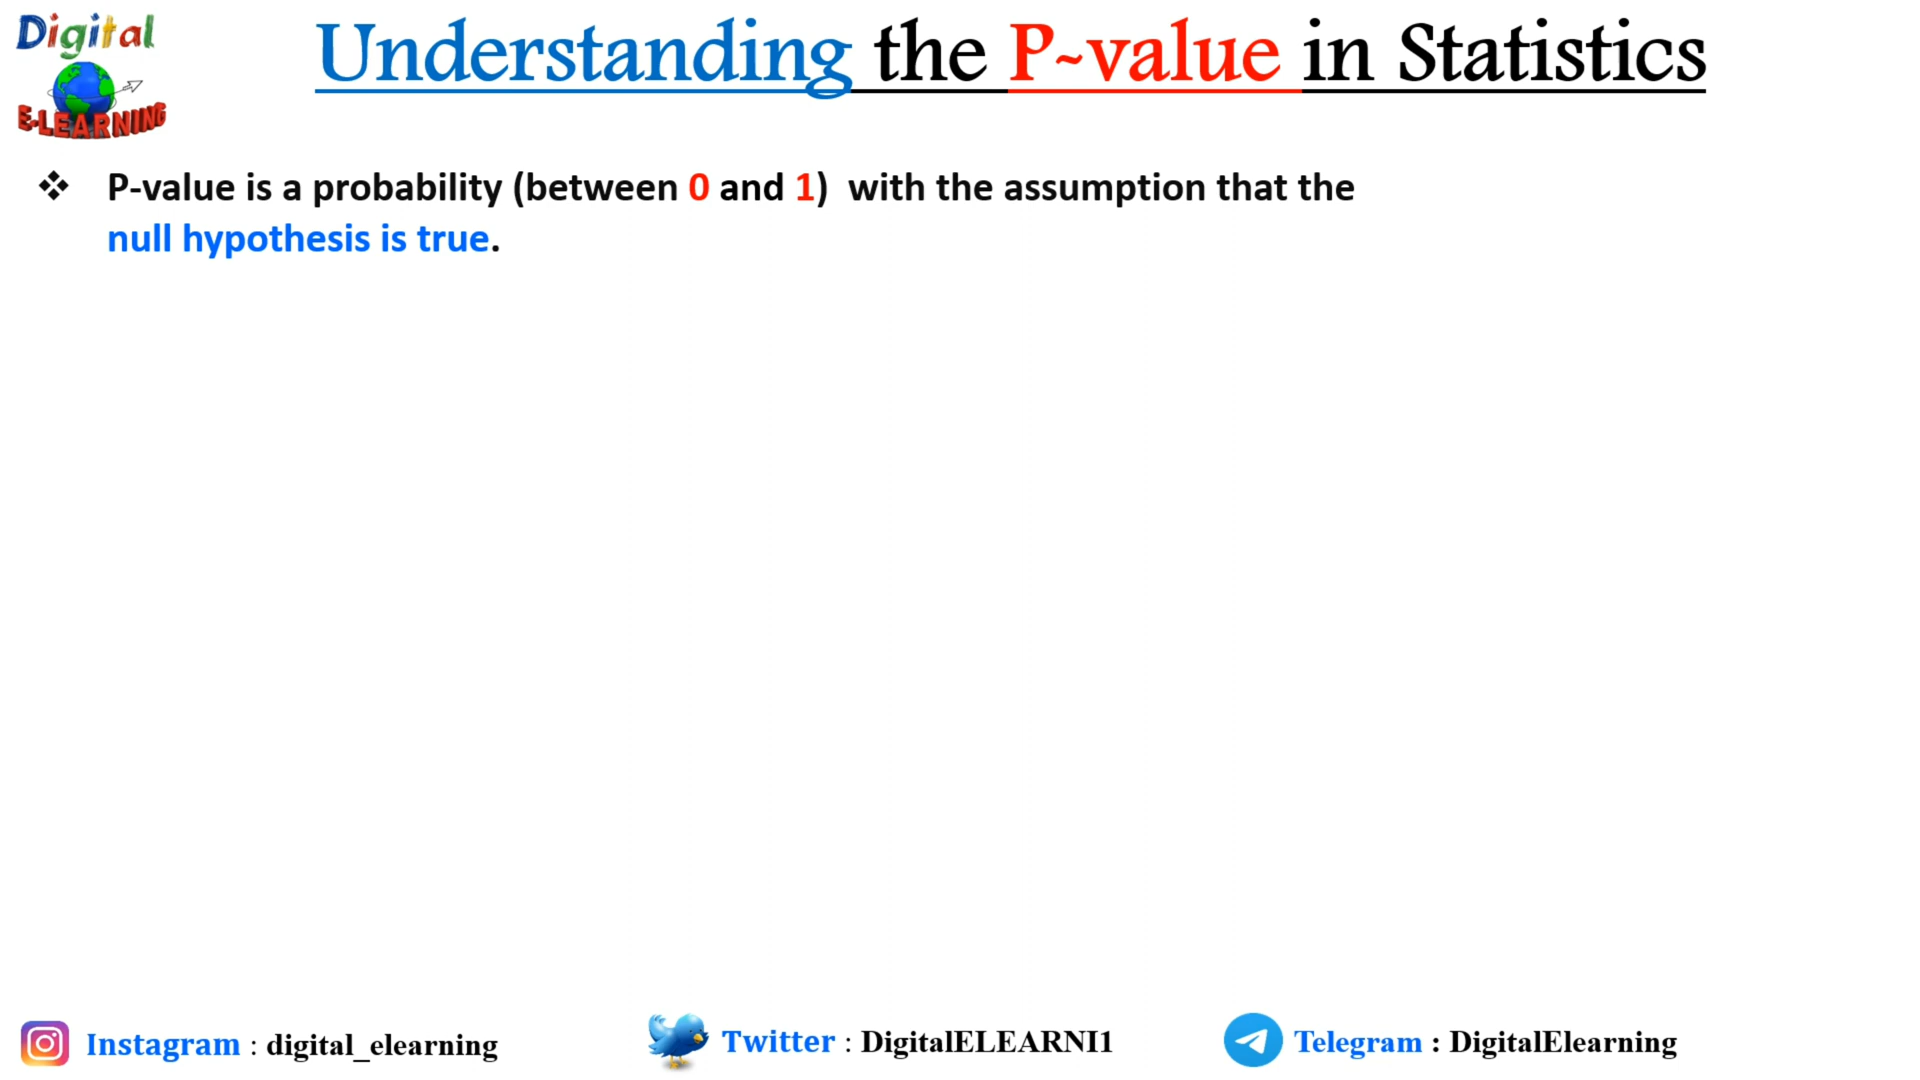 Digital
E-LEARNING
Understanding the P-value in Statistics
❖ P-value is a probability (between 0 and 1) with the assumption that the
null hypothesis is true.
Instagram : digital_elearning
Twitter : DigitalELEARNI1
Telegram : DigitalElearning